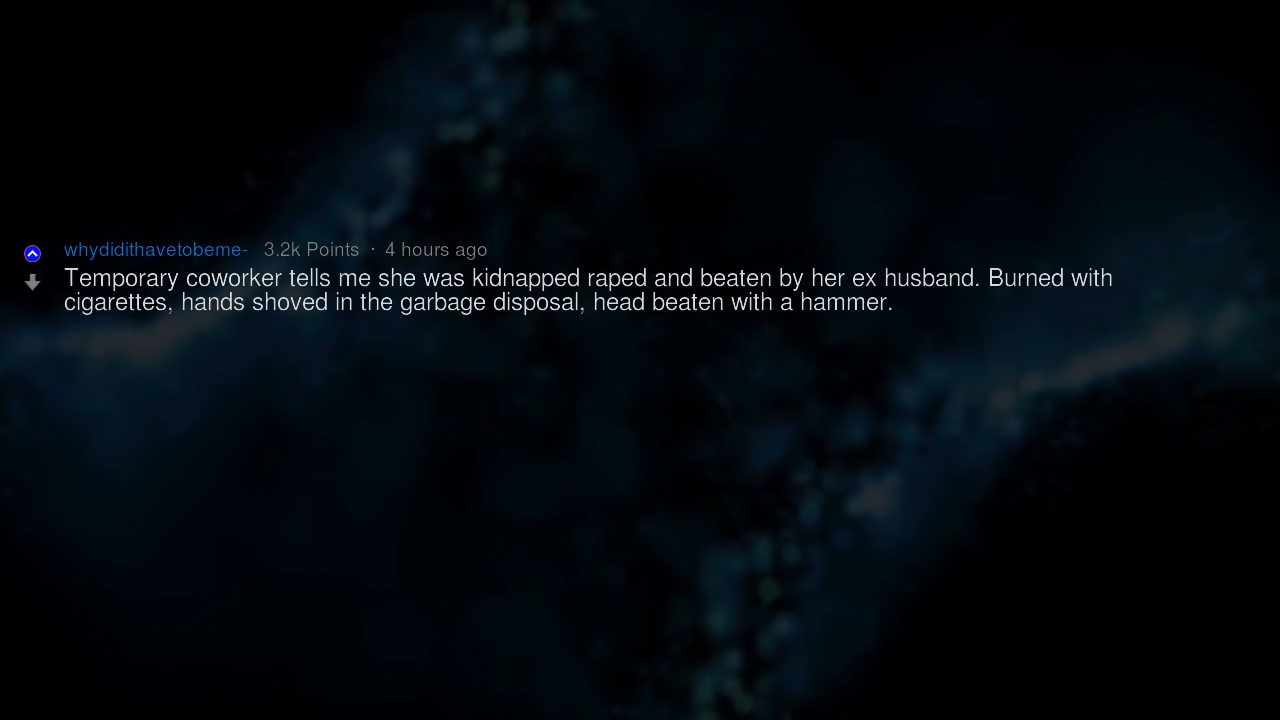 whydidithavetobeme- 3.2k Points · 4 hours ago
Temporary coworker tells me she was kidnapped raped and beaten by her ex husband. Burned with
cigarettes, hands shoved in the garbage disposal, head beaten with a hammer.